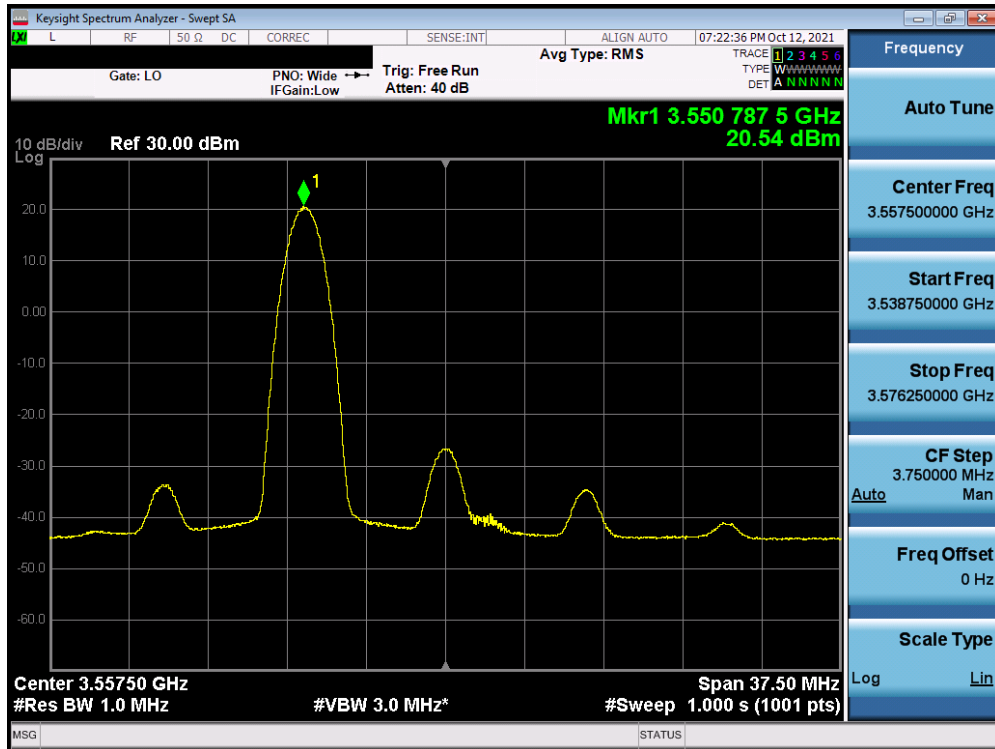 Keysight Spectrum Analyzer - Swept SA
LXI L RF 50 Ω DC CORREC SENSE:INT ALIGN AUTO 07:22:36 PM Oct 12, 2021
Frequency
Avg Type: RMS TRACE 1 2 3 4 5 6
Gate: LO PNO: Wide Trig: Free Run TYPE WWWWWW
IFGain:Low Atten: 40 dB DET A N N N N N
Auto Tune
Mkr1 3.550 787 5 GHz
20.54 dBm
10 dB/div Ref 30.00 dBm
Log
1
20.0
10.0
0.00
-10.0
-20.0
-30.0
-40.0
-50.0
-60.0
Center Freq
3.557500000 GHz
Start Freq
3.538750000 GHz
Stop Freq
3.576250000 GHz
CF Step
3.750000 MHz
Auto Man
Freq Offset
0 Hz
Scale Type
Log Lin
Center 3.55750 GHz Span 37.50 MHz
#Res BW 1.0 MHz #VBW 3.0 MHz* #Sweep 1.000 s (1001 pts)
MSG STATUS